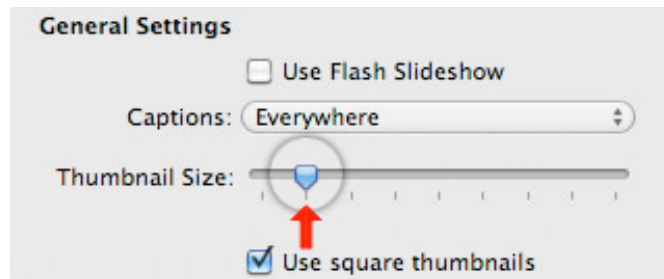 General Settings
Use Flash Slideshow
Captions: Everywhere
Thumbnail Size:
Use square thumbnails